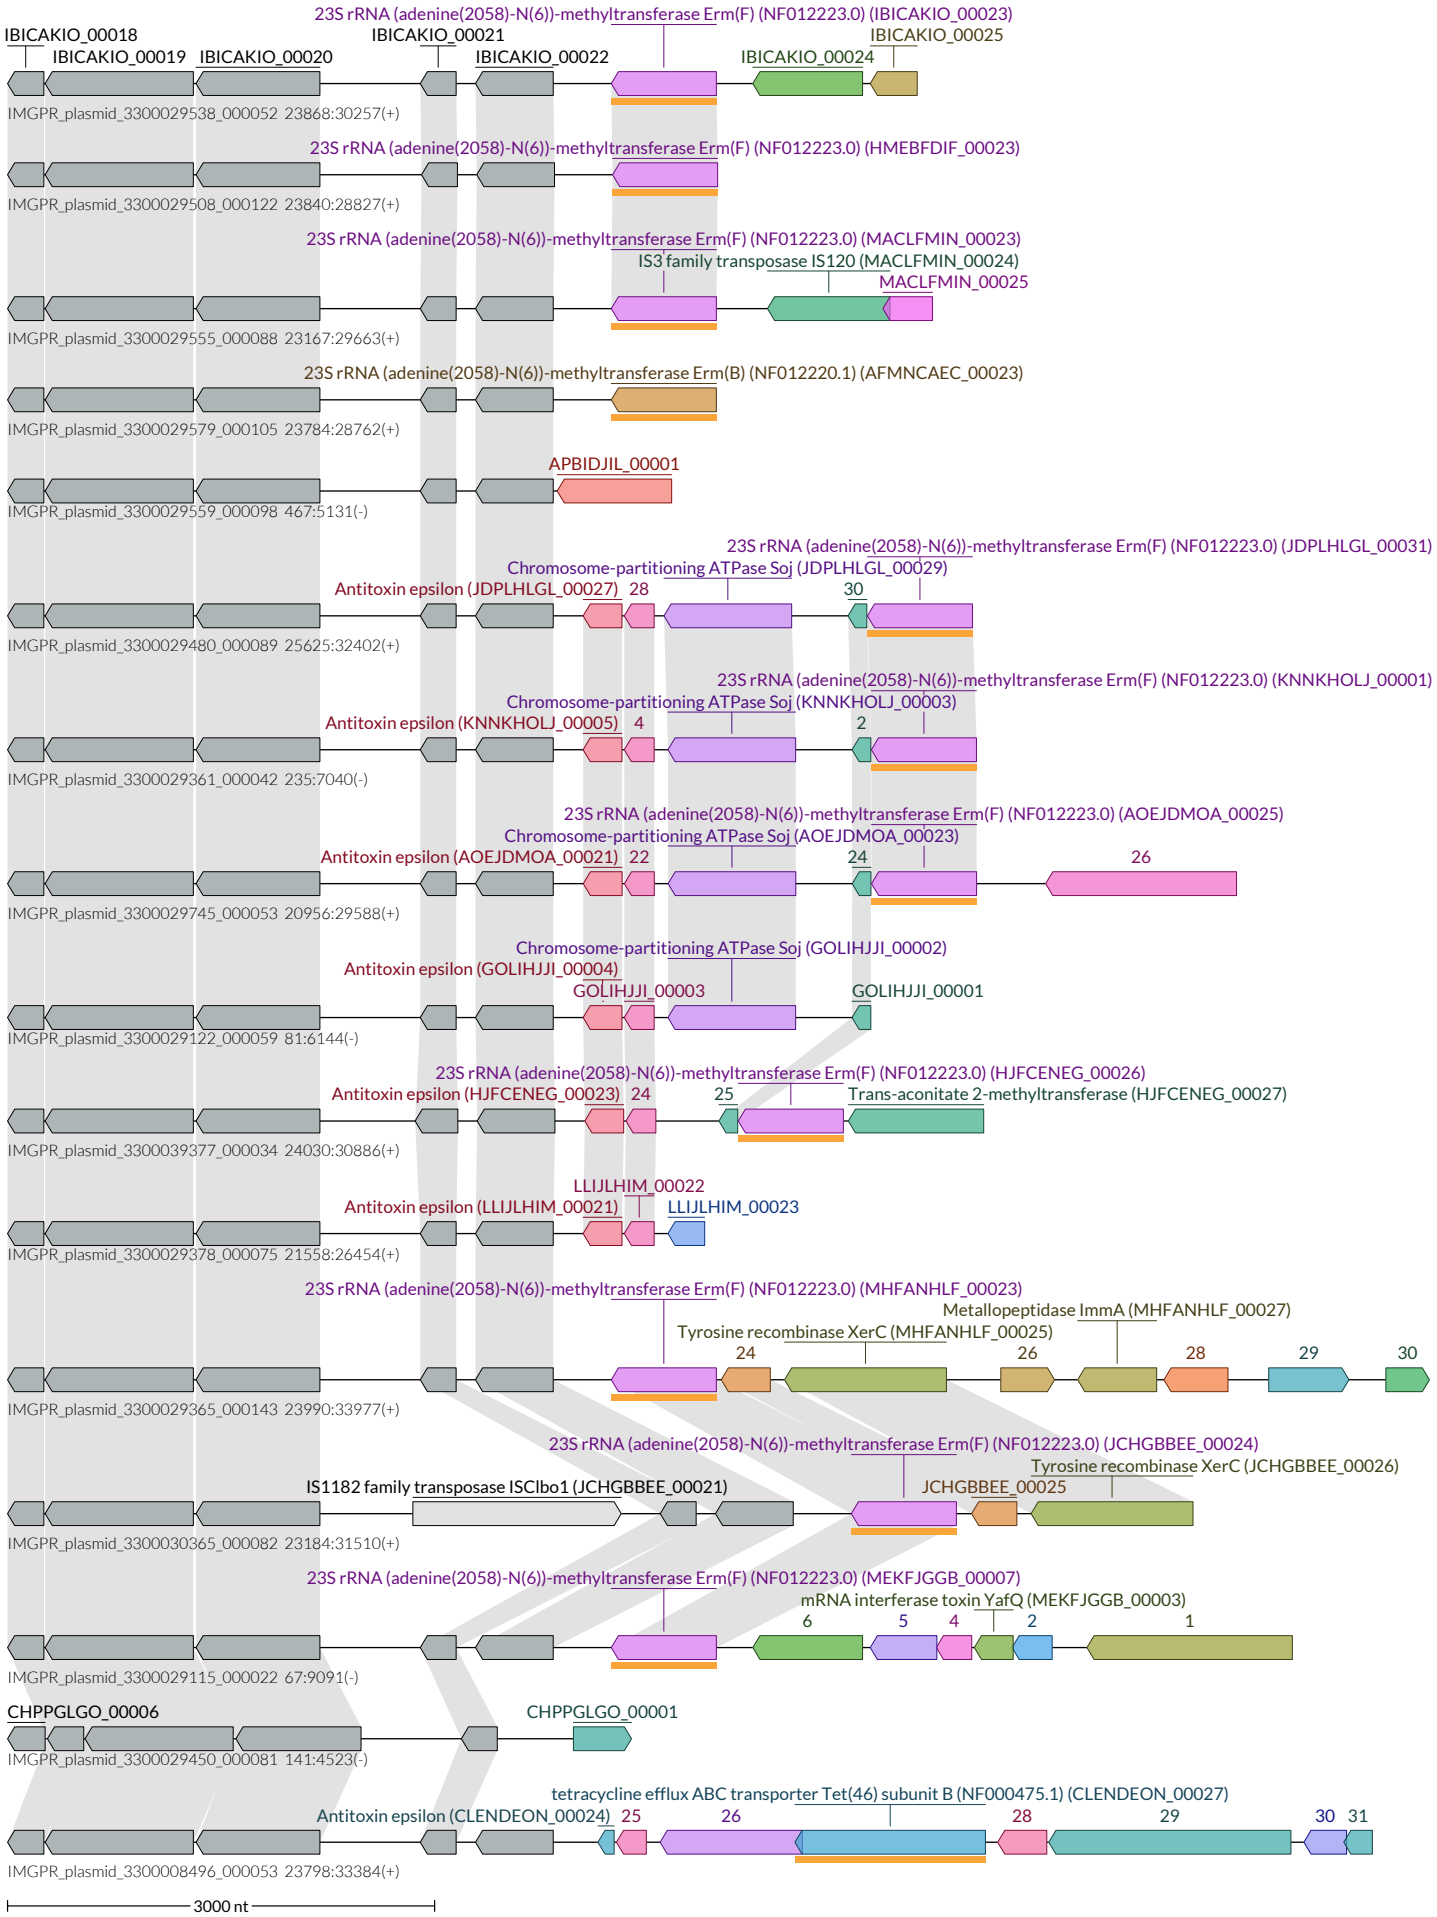 23S rRNA (adenine(2058)-N(6))-methyltransferase Erm(F) (NF012223.0) (IBICAKIO_00023)
IBICAKIO_00018 IBICAKIO_00021 IBICAKIO_00025
IBICAKIO_00019 IBICAKIO_00020 IBICAKIO_00022 IBICAKIO_00024
IMGPR_plasmid_3300029538_000052 23868:30257(+)
23S rRNA (adenine(2058)-N(6))-methyltransferase Erm(F) (NF012223.0) (HMEBFDIF_00023)
IMGPR_plasmid_3300029508_000122 23840:28827(+)
23S rRNA (adenine(2058)-N(6))-methyltransferase Erm(F) (NF012223.0) (MACLFMIN_00023)
IS3 family transposase IS120 (MACLFMIN_00024)
MACLFMIN_00025
IMGPR_plasmid_3300029555_000088 23167:29663(+)
23S rRNA (adenine(2058)-N(6))-methyltransferase Erm(B) (NF012220.1) (AFMNCAEC_00023)
IMGPR_plasmid_3300029579_000105 23784:28762(+)
APBIDJIL_00001
IMGPR_plasmid_3300029559_000098 467:5131(-)
23S rRNA (adenine(2058)-N(6))-methyltransferase Erm(F) (NF012223.0) (JDPLHLGL_00031)
Chromosome-partitioning ATPase Soj (JDPLHLGL_00029)
Antitoxin epsilon (JDPLHLGL_00027) 28 30
IMGPR_plasmid_3300029480_000089 25625:32402(+)
23S rRNA (adenine(2058)-N(6))-methyltransferase Erm(F) (NF012223.0) (KNNKHOLJ_00001)
Chromosome-partitioning ATPase Soj (KNNKHOLJ_00003)
Antitoxin epsilon (KNNKHOLJ_00005) 4 2
IMGPR_plasmid_3300029361_000042 235:7040(-)
23S rRNA (adenine(2058)-N(6))-methyltransferase Erm(F) (NF012223.0) (AOEJDMOA_00025)
Chromosome-partitioning ATPase Soj (AOEJDMOA_00023)
Antitoxin epsilon (AOEJDMOA_00021) 22 24 26
IMGPR_plasmid_3300029745_000053 20956:29588(+)
Chromosome-partitioning ATPase Soj (GOLIHJJI_00002)
Antitoxin epsilon (GOLIHJJI_00004)
GOLIHJJI_00003 GOLIHJJI_00001
IMGPR_plasmid_3300029122_000059 81:6144(-)
23S rRNA (adenine(2058)-N(6))-methyltransferase Erm(F) (NF012223.0) (HJFCENEG_00026)
Antitoxin epsilon (HJFCENEG_00023) 24 25 Trans-aconitate 2-methyltransferase (HJFCENEG_00027)
IMGPR_plasmid_3300039377_000034 24030:30886(+)
LLIJLHIM_00022
Antitoxin epsilon (LLIJLHIM_00021) LLIJLHIM_00023
IMGPR_plasmid_3300029378_000075 21558:26454(+)
23S rRNA (adenine(2058)-N(6))-methyltransferase Erm(F) (NF012223.0) (MHFANHLF_00023)
Metallopeptidase ImmA (MHFANHLF_00027)
Tyrosine recombinase XerC (MHFANHLF_00025)
24 26 28 29 30
IMGPR_plasmid_3300029365_000143 23990:33977(+)
23S rRNA (adenine(2058)-N(6))-methyltransferase Erm(F) (NF012223.0) (JCHGBBEE_00024)
Tyrosine recombinase XerC (JCHGBBEE_00026)
IS1182 family transposase ISClbo1 (JCHGBBEE_00021) JCHGBBEE_00025
IMGPR_plasmid_3300030365_000082 23184:31510(+)
23S rRNA (adenine(2058)-N(6))-methyltransferase Erm(F) (NF012223.0) (MEKFJGGB_00007)
mRNA interferase toxin YafQ (MEKFJGGB_00003)
6 5 4 2 1
IMGPR_plasmid_3300029115_000022 67:9091(-)
CHPPGLGO_00006 CHPPGLGO_00001
IMGPR_plasmid_3300029450_000081 141:4523(-)
tetracycline efflux ABC transporter Tet(46) subunit B (NF000475.1) (CLENDEON_00027)
Antitoxin epsilon (CLENDEON_00024) 25 26 28 29 30 31
IMGPR_plasmid_3300008496_000053 23798:33384(+)
3000 nt